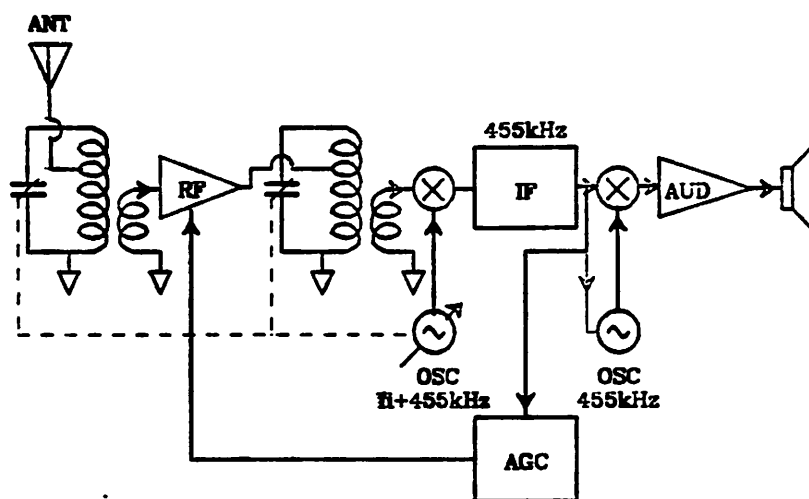 ANT
455kHz
RF
IF
AUD
OSC
fi+455kHz
OSC
455kHz
AGC